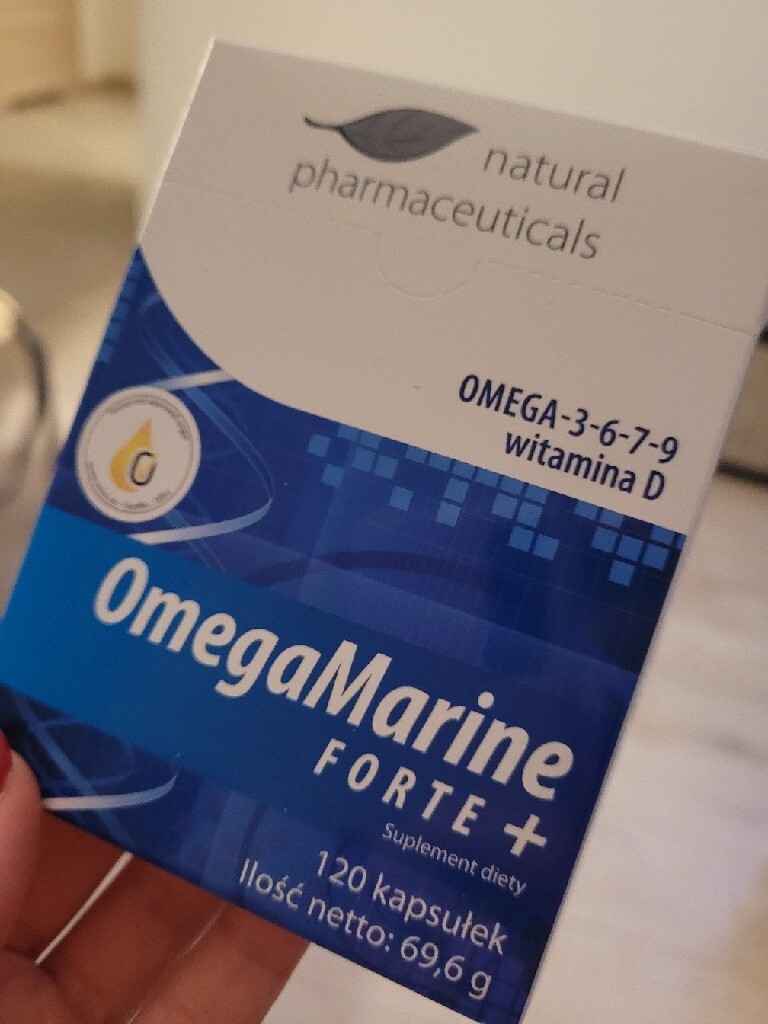 natural
pharmaceuticals
OMEGA-3-6-7-9
witamina D
OmegaMarine
FORTE +
Suplement diety
120 kapsułek
Ilość netto: 69,6 g